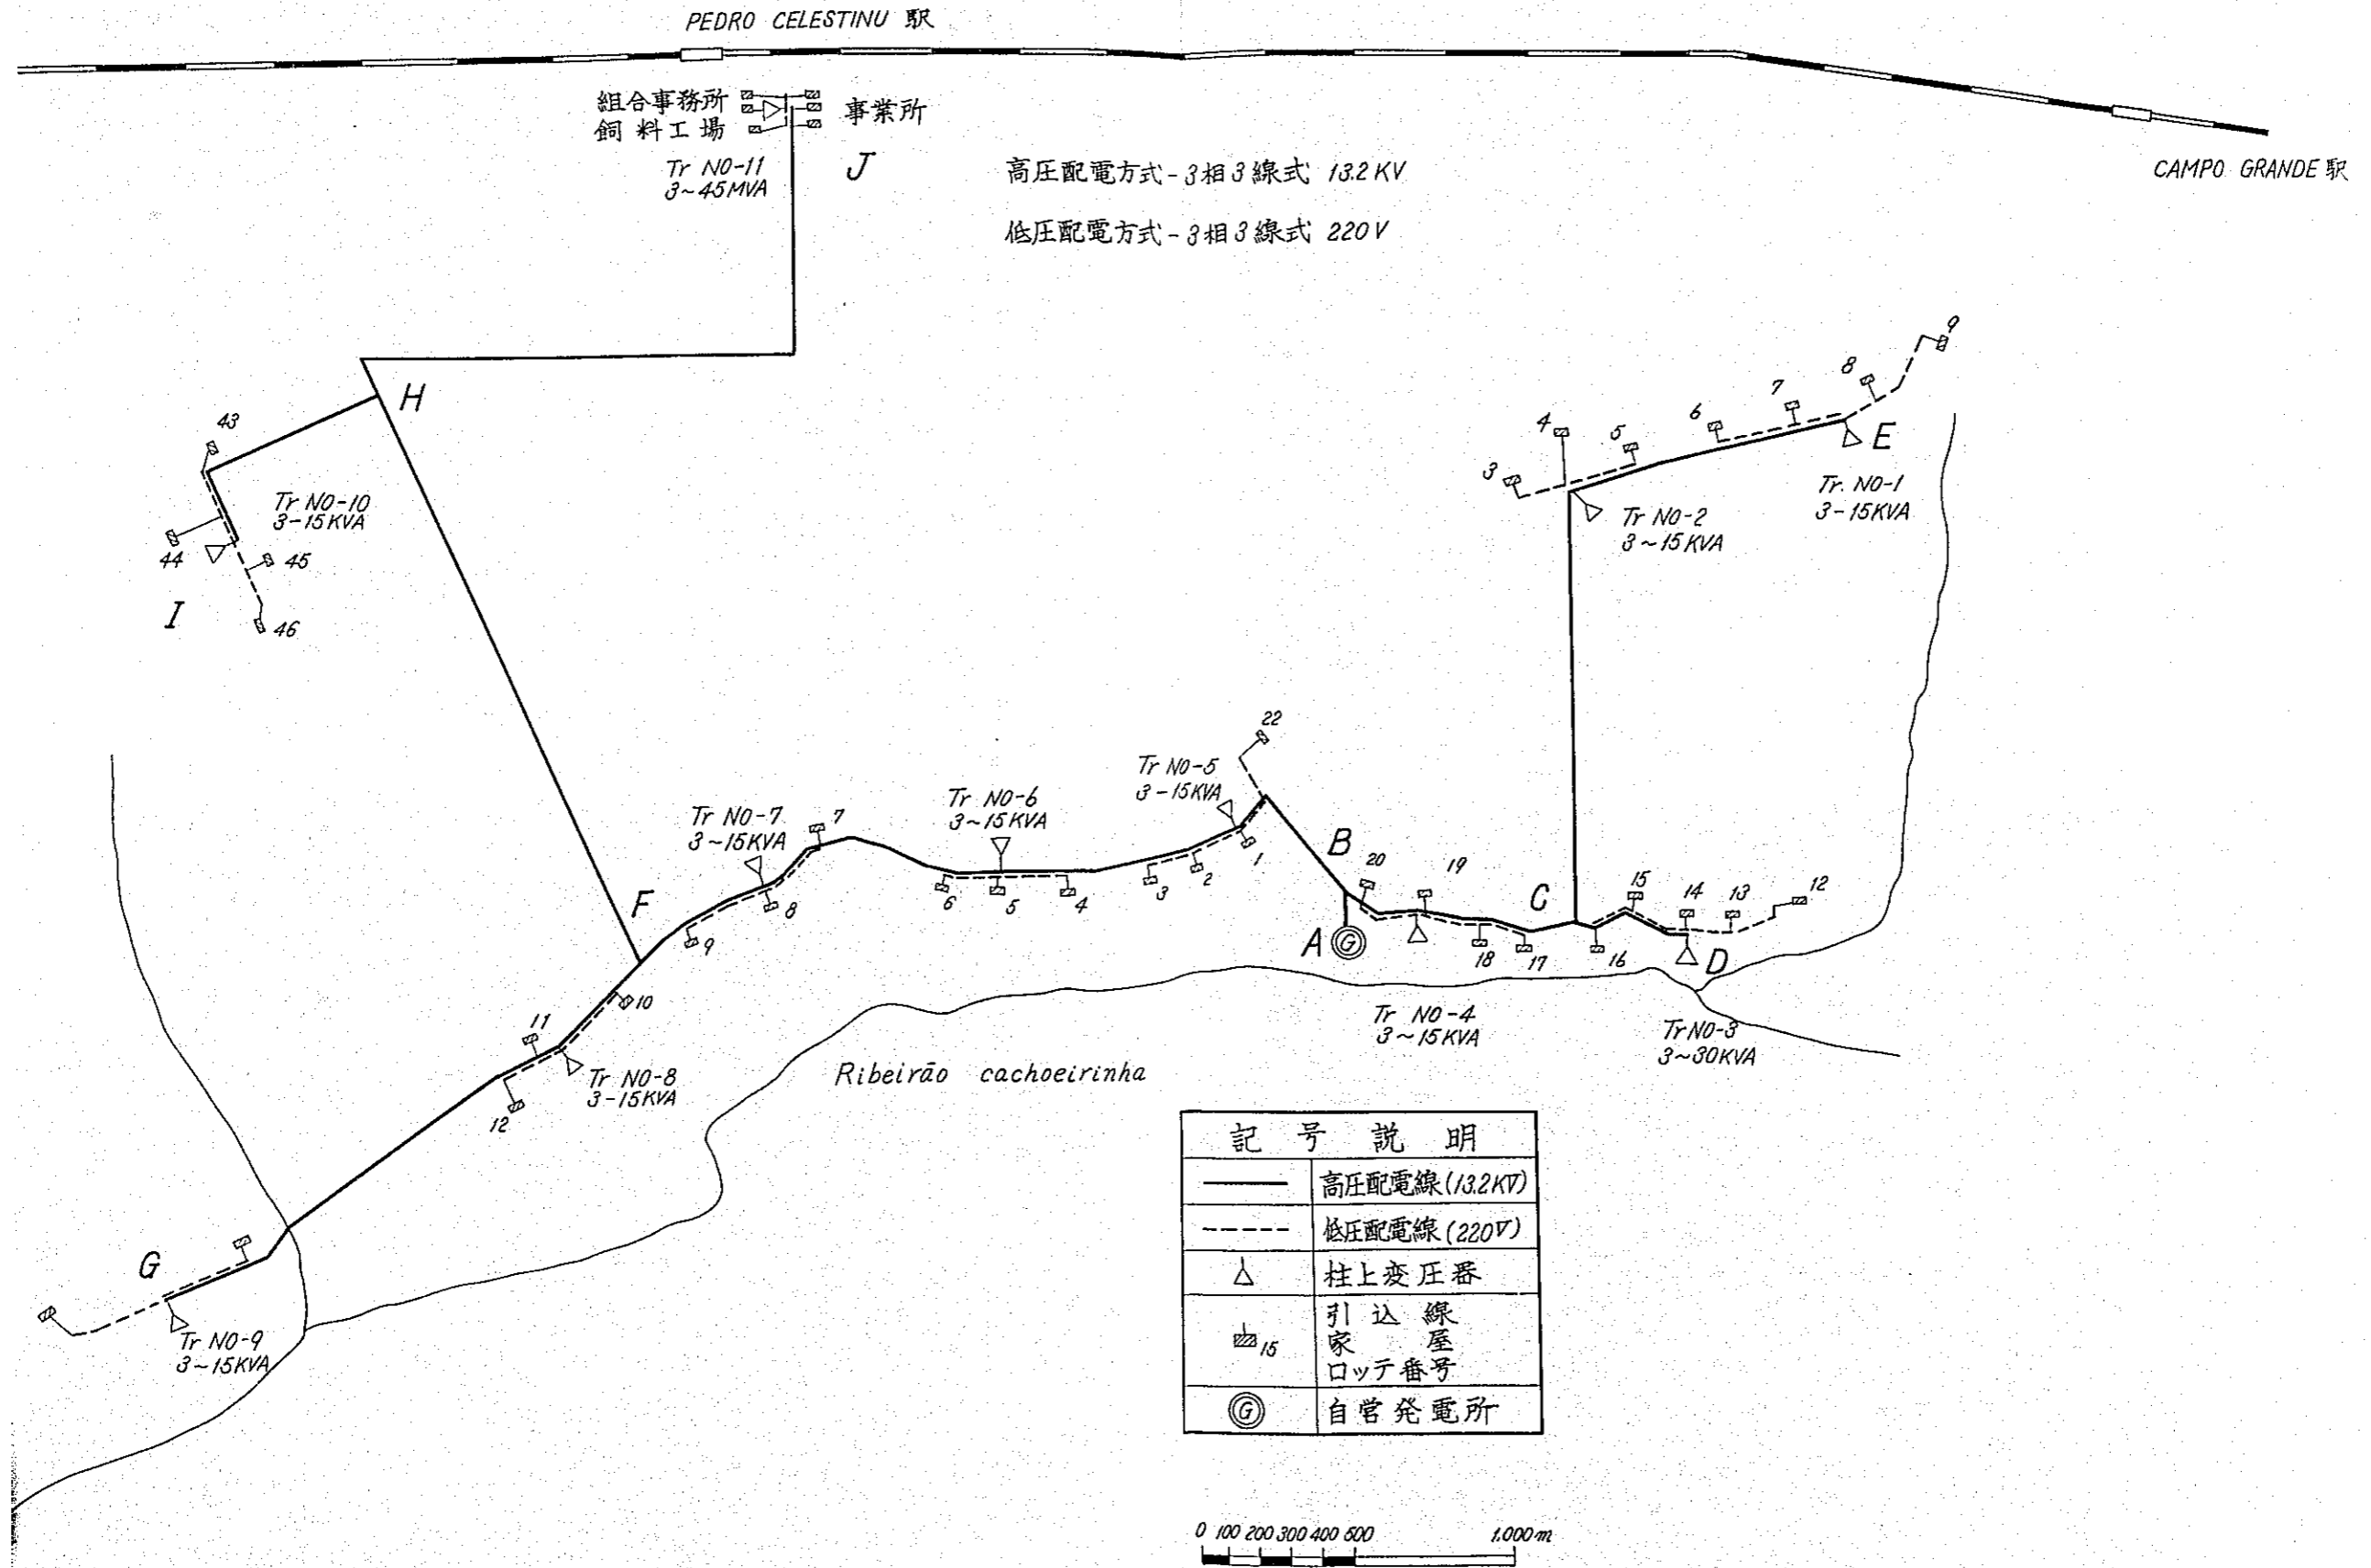 PEDRO CELESTINU 駅
組合事務所
飼料工場
事業所
Tr NO-11
3~45MVA
J
高圧配電方式-3相3線式 13.2KV
低圧配電方式-3相3線式 220V
CAMPO GRANDE 駅
H
43
Tr NO-10
3-15KVA
44
45
46
I
3
4
5
6
7
8
9
E
Tr. NO-1
3-15KVA
Tr NO-2
3~15KVA
22
Tr NO-5
3-15KVA
Tr NO-6
3~15KVA
Tr NO-7
3~15KVA
7
F
9
8
6
5
4
3
2
1
B
20
19
C
15
14
13
12
A
G
18
17
16
D
10
11
12
Tr NO-8
3-15KVA
Tr NO-4
3~15KVA
Tr NO-3
3~30KVA
Ribeirão cachoeirinha
G
Tr NO-9
3~15KVA
記号説明
高圧配電線(13.2KV)
低圧配電線(220V)
柱上変圧器
15
引込線
家屋
ロッテ番号
G
自営発電所
0 100 200 300 400 500 1.000m